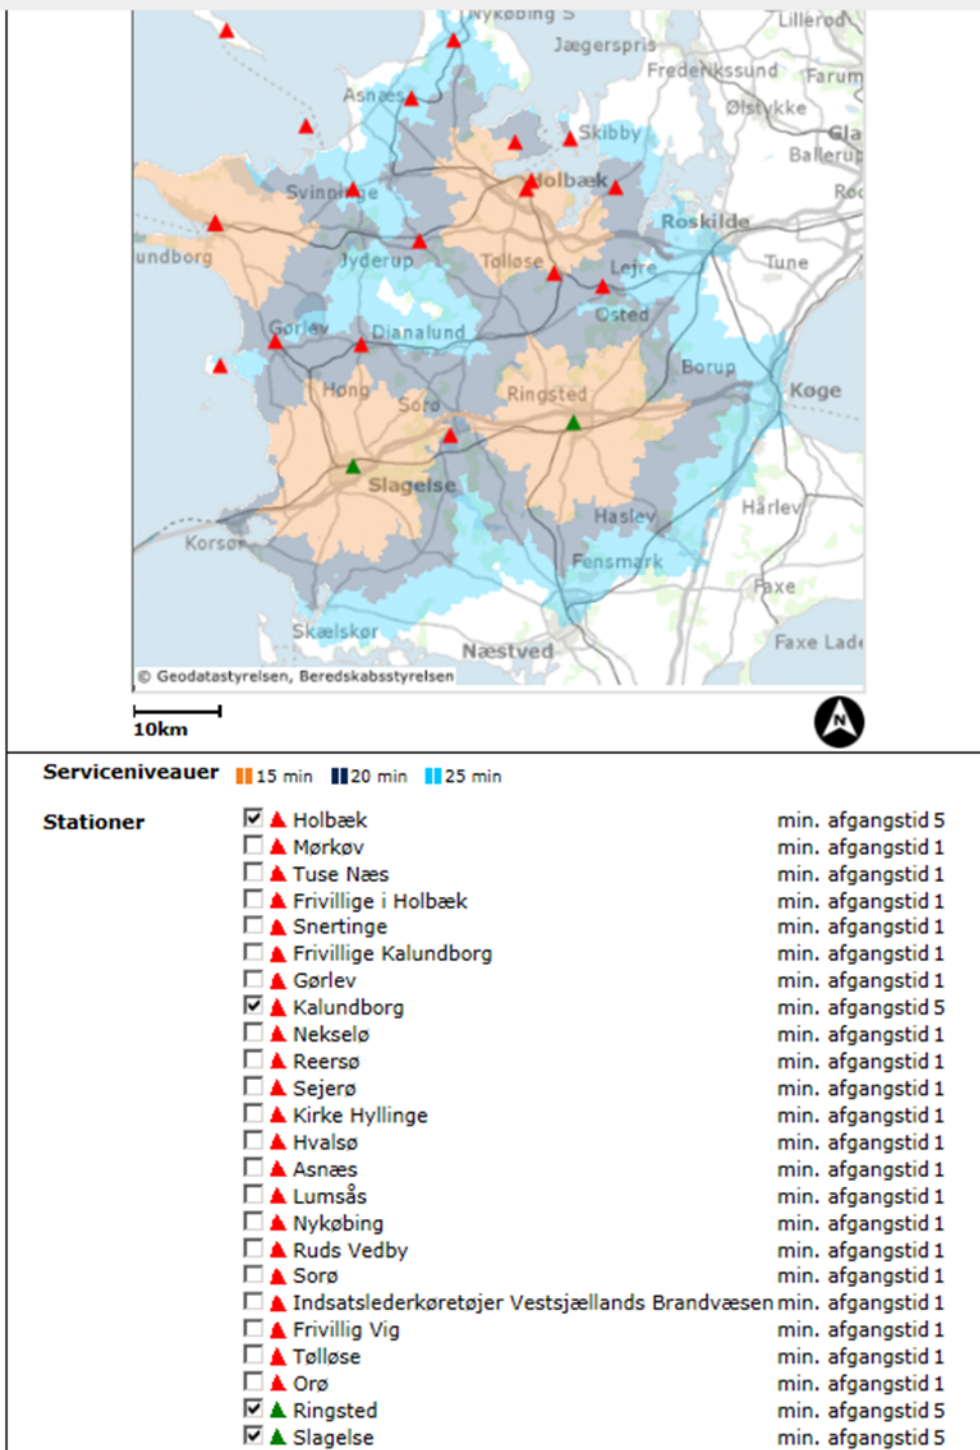 Nykøbing S
Lillerød
Jægerspris
Frederikssund
Farum
Asnæs
Ølstykke
Skibby
Gla
Ballerup
Svinninge
Holbæk
Roskilde
undborg
Jyderup
Tølløse
Lejre
Tune
Osted
Gørlev
Dianalund
Borup
Høng
Sorø
Ringsted
Køge
Slagelse
Hårlev
Haslev
Korsør
Fensmark
Faxe
Skælskør
Næstved
Faxe Lade
© Geodatastyrelsen, Beredskabsstyrelsen
10km
N
Serviceniveauer 15 min 20 min 25 min
Stationer
Holbæk min. afgangstid 5
Mørkøv min. afgangstid 1
Tuse Næs min. afgangstid 1
Frivillige i Holbæk min. afgangstid 1
Snertinge min. afgangstid 1
Frivillige Kalundborg min. afgangstid 1
Gørlev min. afgangstid 1
Kalundborg min. afgangstid 5
Nekselø min. afgangstid 1
Reersø min. afgangstid 1
Sejerø min. afgangstid 1
Kirke Hyllinge min. afgangstid 1
Hvalsø min. afgangstid 1
Asnæs min. afgangstid 1
Lumsås min. afgangstid 1
Nykøbing min. afgangstid 1
Ruds Vedby min. afgangstid 1
Sorø min. afgangstid 1
Indsatslederkøretøjer Vestsjællands Brandvæsen min. afgangstid 1
Frivillig Vig min. afgangstid 1
Tølløse min. afgangstid 1
Orø min. afgangstid 1
Ringsted min. afgangstid 5
Slagelse min. afgangstid 5